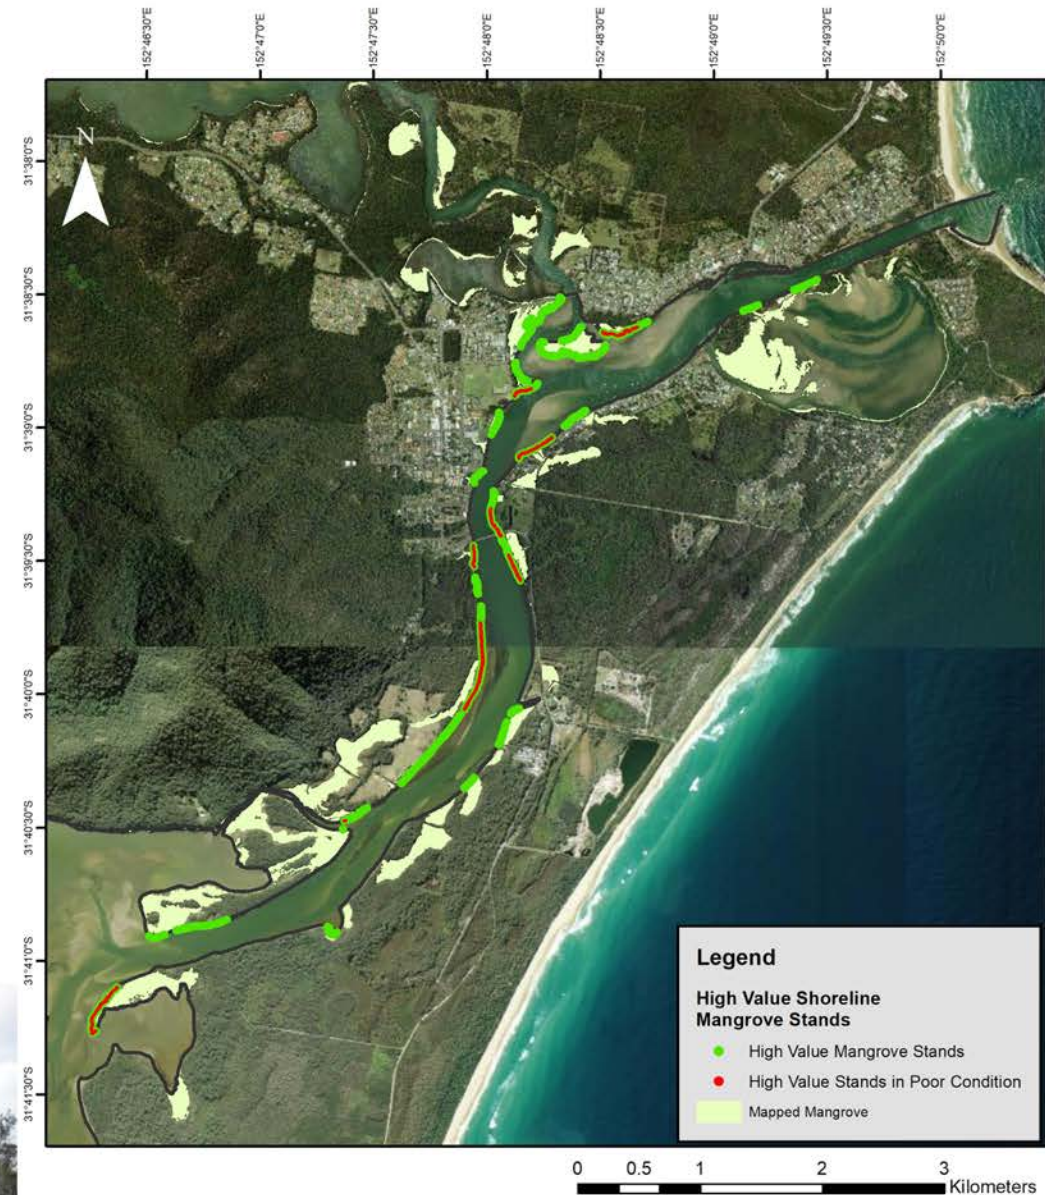 152°46'30"E
152°47'0"E
152°47'30"E
152°48'0"E
152°48'30"E
152°49'0"E
152°49'30"E
152°50'0"E
N
31°38'0"S
31°38'30"S
31°39'0"S
31°39'30"S
31°40'0"S
31°40'30"S
31°41'0"S
31°41'30"S
Legend
High Value Shoreline
Mangrove Stands
High Value Mangrove Stands
High Value Stands in Poor Condition
Mapped Mangrove
0 0.5 1 2 3
Kilometers